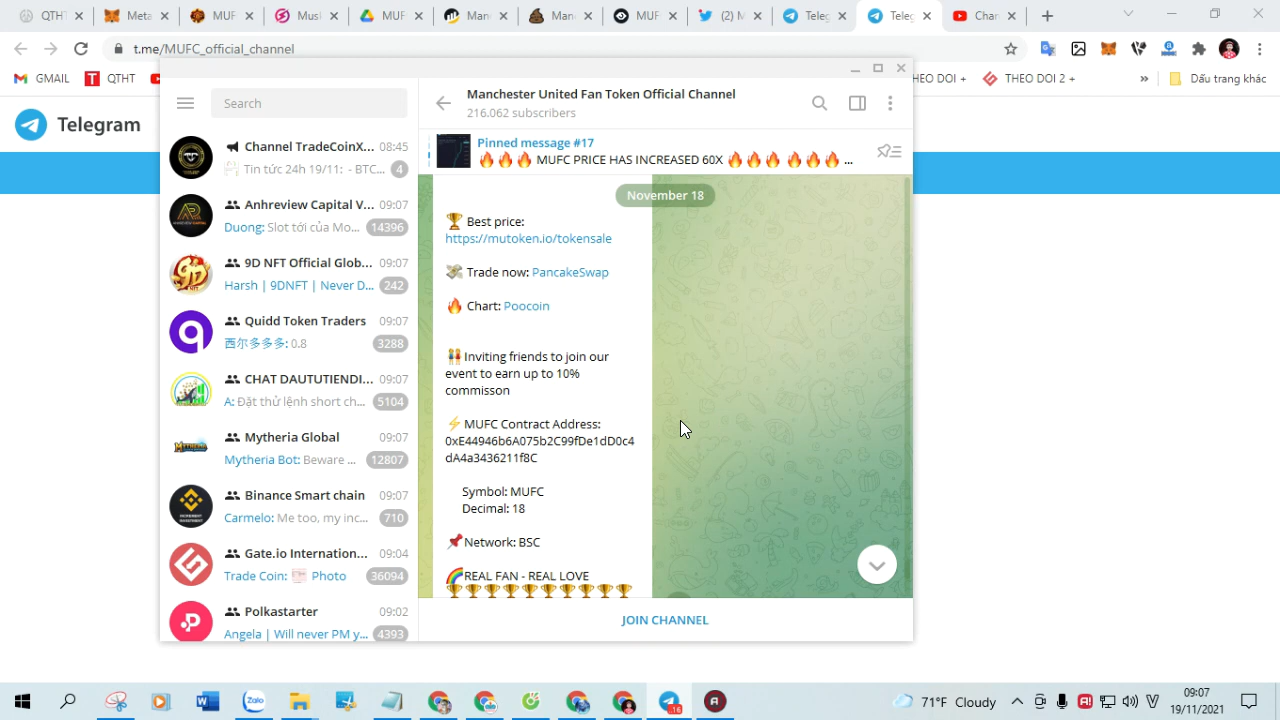 QTHT
Meta
MUF
Musl
MUF
Man
Man
MUF
(2) M
Teleg
Teleg
Chan
t.me/MUFC_official_channel
GMAIL
QTHT
HEO DOI +
THEO DOI 2 +
»
Dấu trang khác
Telegram
Search
Channel TradeCoinX... 08:45
Tin tức 24h 19/11: - BTC... 4
Anhreview Capital V... 09:07
Duong: Slot tới của Mo... 14396
9D NFT Official Glob... 09:07
Harsh | 9DNFT | Never D... 242
Quidd Token Traders 09:07
西尔多多多: 0.8 3288
CHAT DAUTUTIENDI... 09:07
A: Đặt thử lệnh short ch... 5104
Mytheria Global 09:07
Mytheria Bot: Beware ... 12807
Binance Smart chain 09:07
Carmelo: Me too, my inc... 710
Gate.io Internation... 09:04
Trade Coin: Photo 36094
Polkastarter 09:02
Angela | Will never PM y... 4393
Manchester United Fan Token Official Channel
216.062 subscribers
Pinned message #17
🔥🔥🔥 MUFC PRICE HAS INCREASED 60X 🔥🔥🔥 🔥🔥🔥 ...
November 18
🏆 Best price:
https://mutoken.io/tokensale
💸 Trade now: PancakeSwap
🔥 Chart: Poocoin
👭Inviting friends to join our
event to earn up to 10%
commisson
⚡MUFC Contract Address:
0xE44946b6A075b2C99fDe1dD0c4
dA4a3436211f8C
Symbol: MUFC
Decimal: 18
📌Network: BSC
🌈REAL FAN - REAL LOVE
🏆🏆🏆🏆🏆🏆🏆🏆🏆🏆
JOIN CHANNEL
71°F Cloudy
09:07
19/11/2021